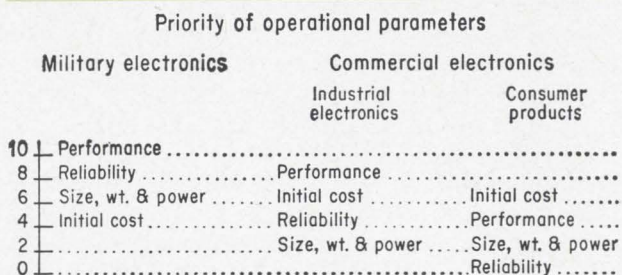 Priority of operational parameters
Military electronics Commercial electronics
Industrial electronics Consumer products
10 Performance
8 Reliability Performance
6 Size, wt. & power Initial cost Initial cost
4 Initial cost Reliability Performance
2 Size, wt. & power Size, wt. & power
0 Reliability